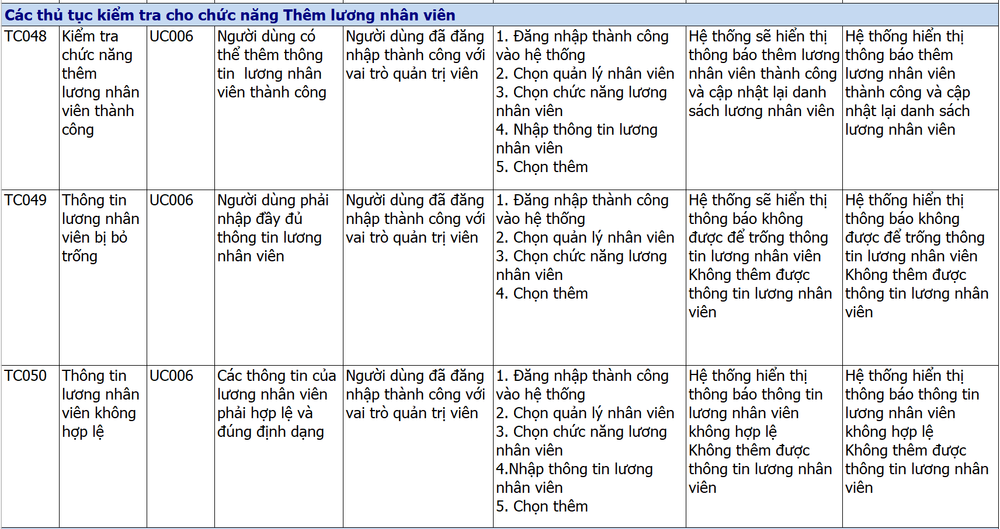 Các thủ tục kiểm tra cho chức năng Thêm lương nhân viên
TC048
Kiểm tra
chức năng
thêm
lương nhân
viên thành
công
UC006
Người dùng có
thể thêm thông
tin  lương nhân
viên thành công
Người dùng đã đăng
nhập thành công với
vai trò quản trị viên
1. Đăng nhập thành công
vào hệ thống
2. Chọn quản lý nhân viên
3. Chọn chức năng lương
nhân viên
4. Nhập thông tin lương
nhân viên
5. Chọn thêm
Hệ thống sẽ hiển thị
thông báo thêm lương
nhân viên thành công
và cập nhật lại danh
sách lương nhân viên
Hệ thống hiển thị
thông báo thêm
lương nhân viên
thành công và cập
nhật lại danh sách
lương nhân viên
TC049
Thông tin
lương nhân
viên bị bỏ
trống
UC006
Người dùng phải
nhập đầy đủ
thông tin lương
nhân viên
Người dùng đã đăng
nhập thành công với
vai trò quản trị viên
1. Đăng nhập thành công
vào hệ thống
2. Chọn quản lý nhân viên
3. Chọn chức năng lương
nhân viên
4. Chọn thêm
Hệ thống sẽ hiển thị
thông báo không
được để trống thông
tin lương nhân viên
Không thêm được
thông tin lương nhân
viên
Hệ thống hiển thị
thông báo không
được để trống thông
tin lương nhân viên
Không thêm được
thông tin lương nhân
viên
TC050
Thông tin
lương nhân
viên không
hợp lệ
UC006
Các thông tin của
lương nhân viên
phải hợp lệ và
đúng định dạng
Người dùng đã đăng
nhập thành công với
vai trò quản trị viên
1. Đăng nhập thành công
vào hệ thống
2. Chọn quản lý nhân viên
3. Chọn chức năng lương
nhân viên
4.Nhập thông tin lương
nhân viên
5. Chọn thêm
Hệ thống hiển thị
thông báo thông tin
lương nhân viên
không hợp lệ
Không thêm được
thông tin lương nhân
viên
Hệ thống hiển thị
thông báo thông tin
lương nhân viên
không hợp lệ
Không thêm được
thông tin lương nhân
viên